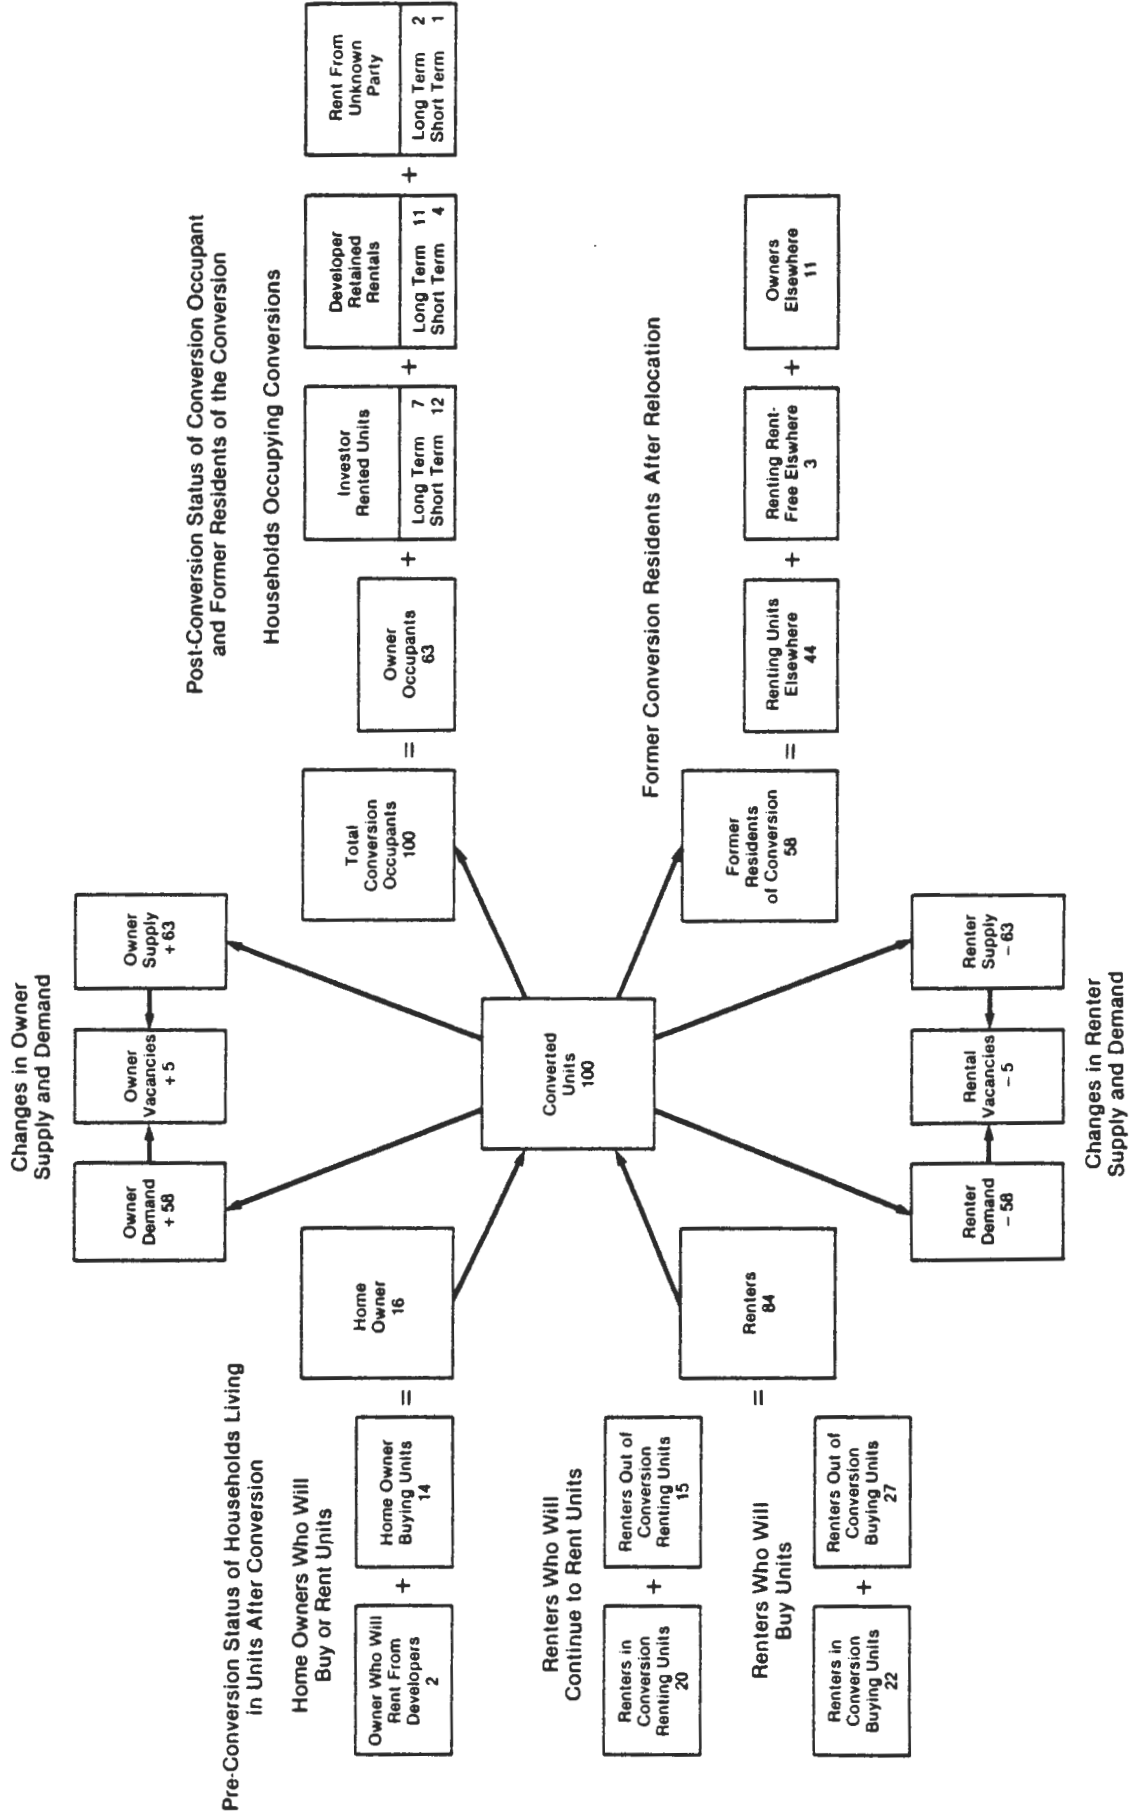 Changes in Owner
Supply and Demand
Owner
Demand
+ 58
Owner
Vacancies
+ 5
Owner
Supply
+ 63
Pre-Conversion Status of Households Living
in Units After Conversion
Home Owners Who Will
Buy or Rent Units
Owner Who Will
Rent From
Developers
2
+
Home Owner
Buying Units
14
=
Home
Owner
16
Renters Who Will
Continue to Rent Units
Renters in
Conversion
Renting Units
20
+
Renters Out of
Conversion
Renting Units
15
Renters Who Will
Buy Units
=
Renters
84
Renters in
Conversion
Buying Units
22
+
Renters Out of
Conversion
Buying Units
27
Converted
Units
100
Post-Conversion Status of Conversion Occupant
and Former Residents of the Conversion
Households Occupying Conversions
Total
Conversion
Occupants
100
=
Owner
Occupants
63
+
Investor
Rented Units
Long Term 7
Short Term 12
+
Developer
Retained
Rentals
Long Term 11
Short Term 4
+
Rent From
Unknown
Party
Long Term 2
Short Term 1
Former Conversion Residents After Relocation
Former
Residents
of Conversion
58
=
Renting Units
Elsewhere
44
+
Renting Rent-
Free Elswhere
3
+
Owners
Elsewhere
11
Renter
Demand
− 58
Rental
Vacancies
− 5
Renter
Supply
− 63
Changes in Renter
Supply and Demand